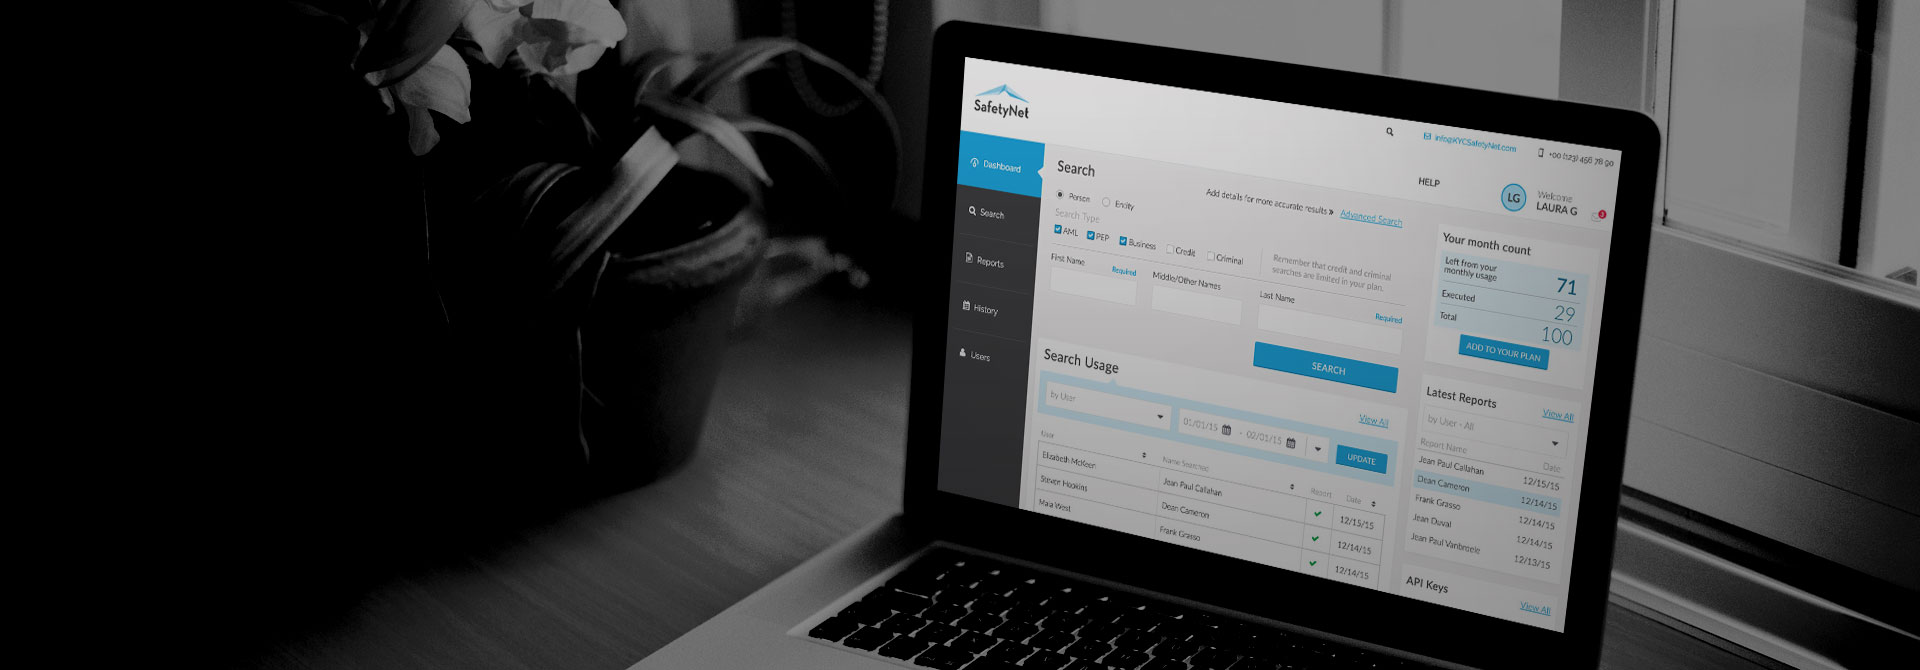 SafetyNet
info@KYCSafetyNet.com
+00 (123) 456 78 90
HELP
LG
Welcome
LAURA G
3
Dashboard
Search
Reports
History
Users
Search
Person
Entity
Add details for more accurate results »
Advanced Search
Search Type
AML
PEP
Business
Credit
Criminal
Remember that credit and criminal
searches are limited in your plan.
First Name
Required
Middle/Other Names
Last Name
Required
SEARCH
Search Usage
View All
by User
01/01/15 - 02/01/15
UPDATE
User
Name Searched
Report
Date
Elizabeth McKeen
Jean Paul Callahan
12/15/15
Steven Hopkins
Dean Cameron
12/14/15
Maia West
Frank Grasso
12/14/15
Your month count
Left from your
monthly usage
71
Executed
29
Total
100
ADD TO YOUR PLAN
Latest Reports
View All
by User - All
Report Name
Date
Jean Paul Callahan
12/15/15
Dean Cameron
12/14/15
Frank Grasso
12/14/15
Jean Duval
12/14/15
Jean Paul Vanbroele
12/13/15
API Keys
View All